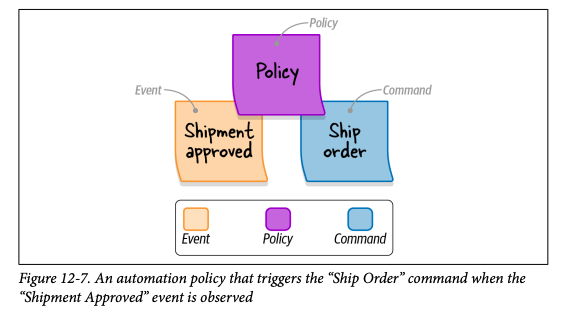 Policy
Policy
Event
Command
Shipment
approved
Ship
order
Event
Policy
Command
Figure 12-7. An automation policy that triggers the “Ship Order” command when the
“Shipment Approved” event is observed